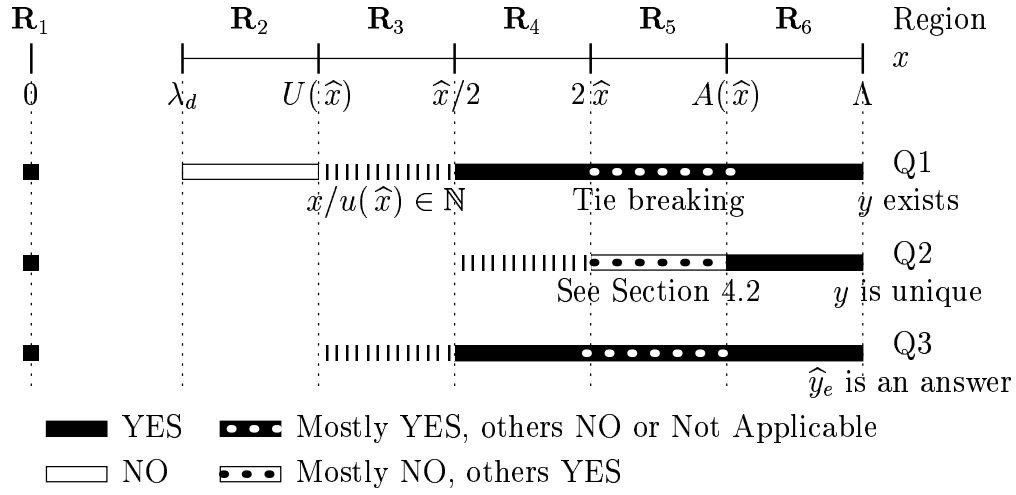 R₁ R₂ R₃ R₄ R₅ R₆ Region
x
0 λ_d U(x̂) x̂/2 2x̂ A(x̂) Λ
Q1
x/u(x̂) ∈ ℕ Tie breaking y exists
Q2
See Section 4.2 y is unique
Q3
ŷₑ is an answer
YES Mostly YES, others NO or Not Applicable
NO Mostly NO, others YES